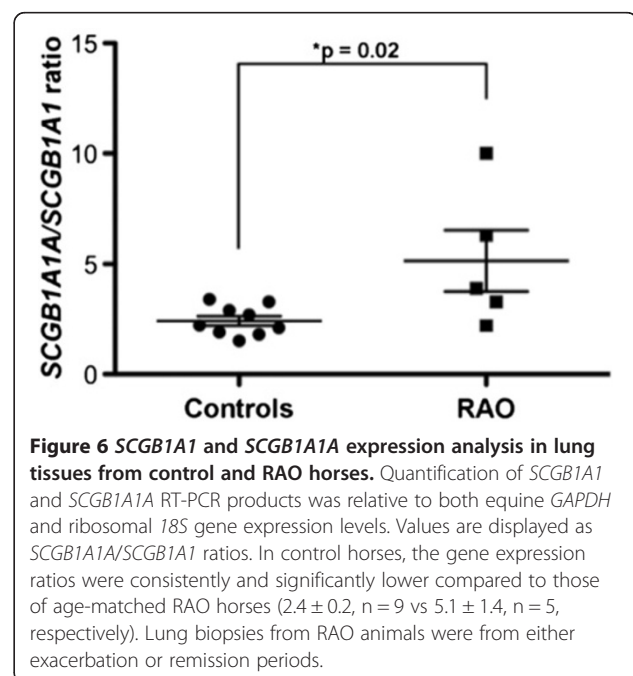 15
*p = 0.02
10
5
0
SCGB1A1A/SCGB1A1 ratio
Controls
RAO
Figure 6 SCGB1A1 and SCGB1A1A expression analysis in lung
tissues from control and RAO horses. Quantification of SCGB1A1
and SCGB1A1A RT-PCR products was relative to both equine GAPDH
and ribosomal 18S gene expression levels. Values are displayed as
SCGB1A1A/SCGB1A1 ratios. In control horses, the gene expression
ratios were consistently and significantly lower compared to those
of age-matched RAO horses (2.4 ± 0.2, n = 9 vs 5.1 ± 1.4, n = 5,
respectively). Lung biopsies from RAO animals were from either
exacerbation or remission periods.